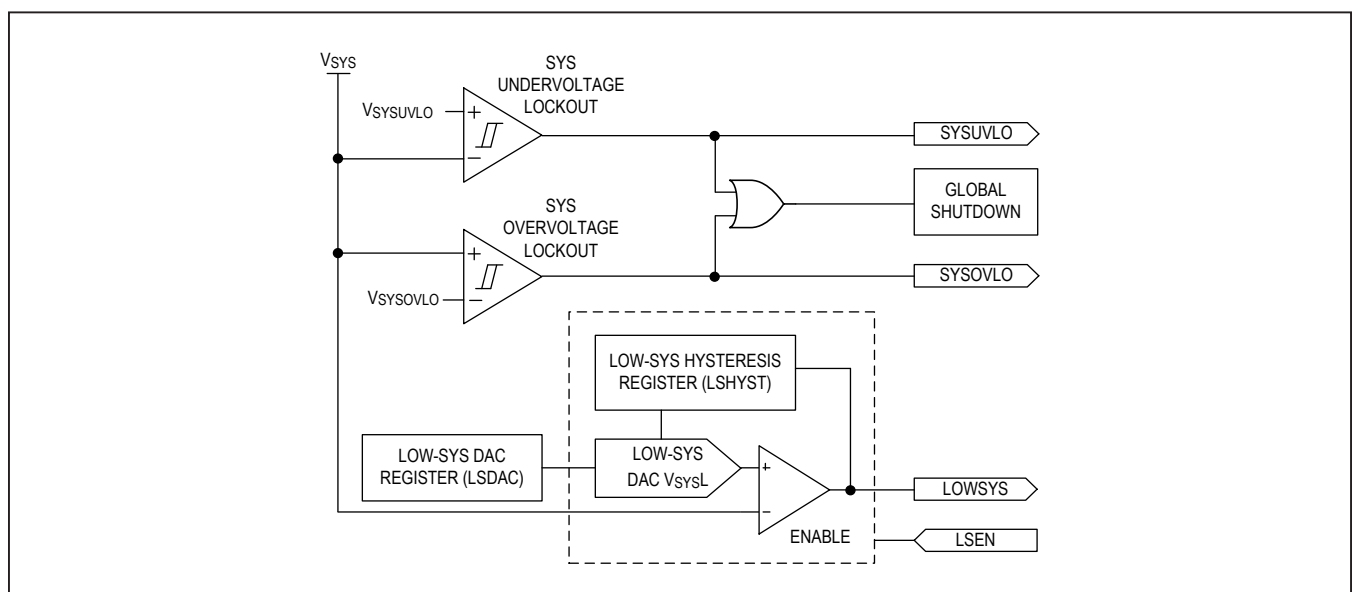 VSYS
SYS
UNDERVOLTAGE
LOCKOUT
VSYSUVLO
+
−
SYSUVLO
GLOBAL
SHUTDOWN
SYS
OVERVOLTAGE
LOCKOUT
+
−
VSYSOVLO
SYSOVLO
LOW-SYS HYSTERESIS
REGISTER (LSHYST)
LOW-SYS DAC
REGISTER (LSDAC)
LOW-SYS
DAC VSYSL
+
−
LOWSYS
ENABLE
LSEN